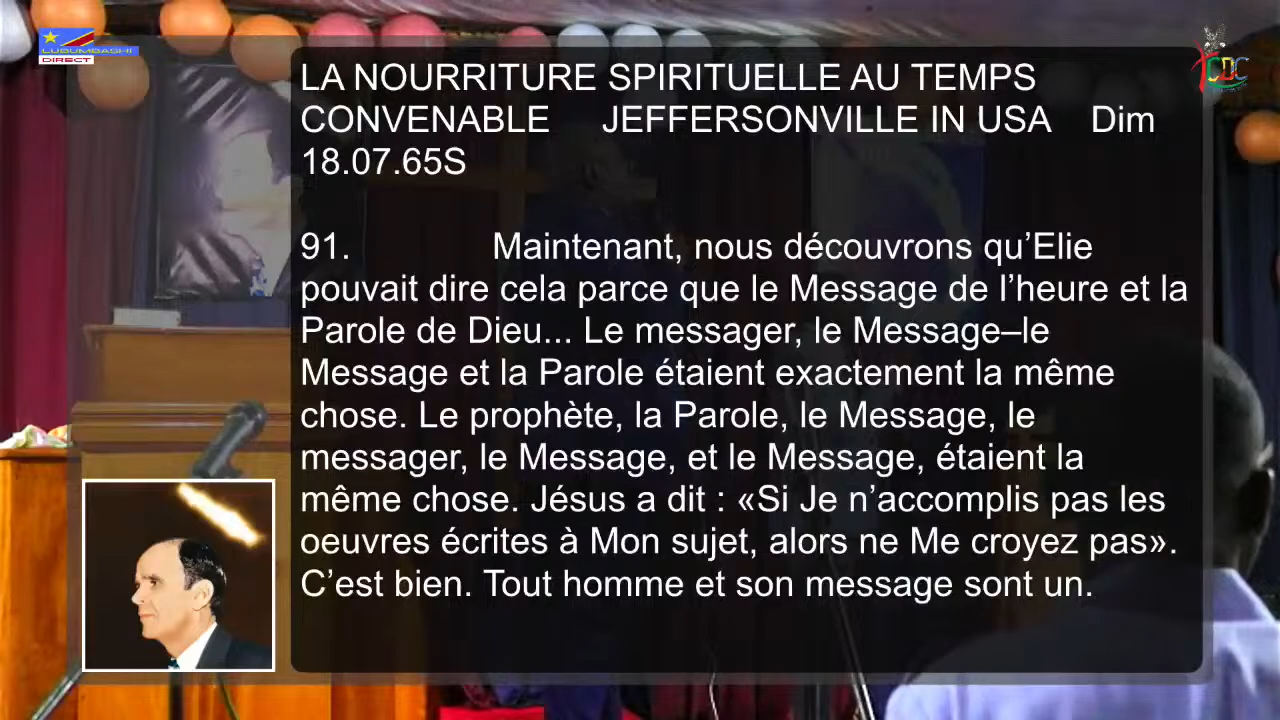 LUBUMBASHI
DIRECT
CDC
LA NOURRITURE SPIRITUELLE AU TEMPS
CONVENABLE JEFFERSONVILLE IN USA Dim
18.07.65S
91. Maintenant, nous découvrons qu’Elie
pouvait dire cela parce que le Message de l’heure et la
Parole de Dieu... Le messager, le Message–le
Message et la Parole étaient exactement la même
chose. Le prophète, la Parole, le Message, le
messager, le Message, et le Message, étaient la
même chose. Jésus a dit : «Si Je n’accomplis pas les
oeuvres écrites à Mon sujet, alors ne Me croyez pas».
C’est bien. Tout homme et son message sont un.